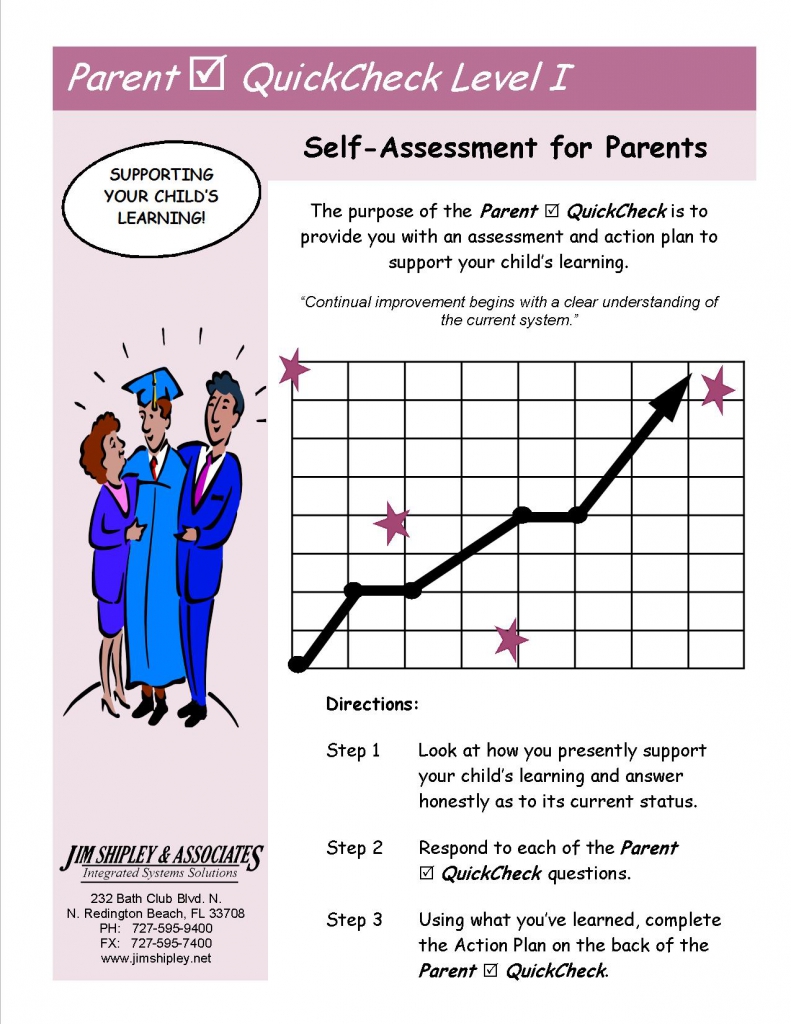 Parent ☑ QuickCheck Level I
SUPPORTING
YOUR CHILD'S
LEARNING!
Self-Assessment for Parents
The purpose of the Parent ☑ QuickCheck is to
provide you with an assessment and action plan to
support your child's learning.
"Continual improvement begins with a clear understanding of
the current system."
Directions:
Step 1 Look at how you presently support
your child's learning and answer
honestly as to its current status.
Step 2 Respond to each of the Parent
☑ QuickCheck questions.
Step 3 Using what you've learned, complete
the Action Plan on the back of the
Parent ☑ QuickCheck.
JIM SHIPLEY & ASSOCIATES
Integrated Systems Solutions
232 Bath Club Blvd. N.
N. Redington Beach, FL 33708
PH: 727-595-9400
FX: 727-595-7400
www.jimshipley.net